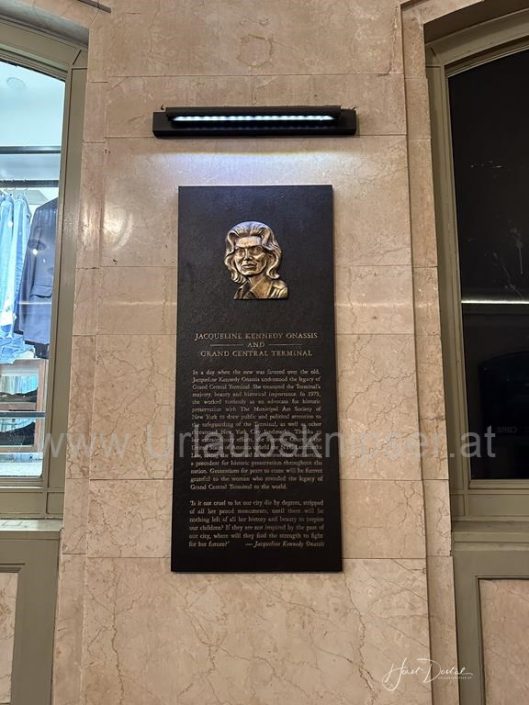 JACQUELINE KENNEDY ONASSIS
AND
GRAND CENTRAL TERMINAL
In a day when the new was favored over the old,
Jacqueline Kennedy Onassis understood the legacy of
Grand Central Terminal. She treasured the Terminal's
majesty, beauty and historical importance. In 1975,
she worked tirelessly as an advocate for historic
preservation with The Municipal Art Society of
New York to draw public and political attention to
the safeguarding of the Terminal, as well as other
New York
a precedent for historic preservation throughout the
nation. Generations for years to come will be forever
grateful to the woman who extended the legacy of
Grand Central Terminal to the world.
'Is it not cruel to let our city die by degrees, stripped
of all her proud monuments, until there will be
nothing left of all her history and beauty to inspire
our children? If they are not inspired by the past of
our city, where will they find the strength to fight
for her future?' — Jacqueline Kennedy Onassis
www.urlaubsknipser.at